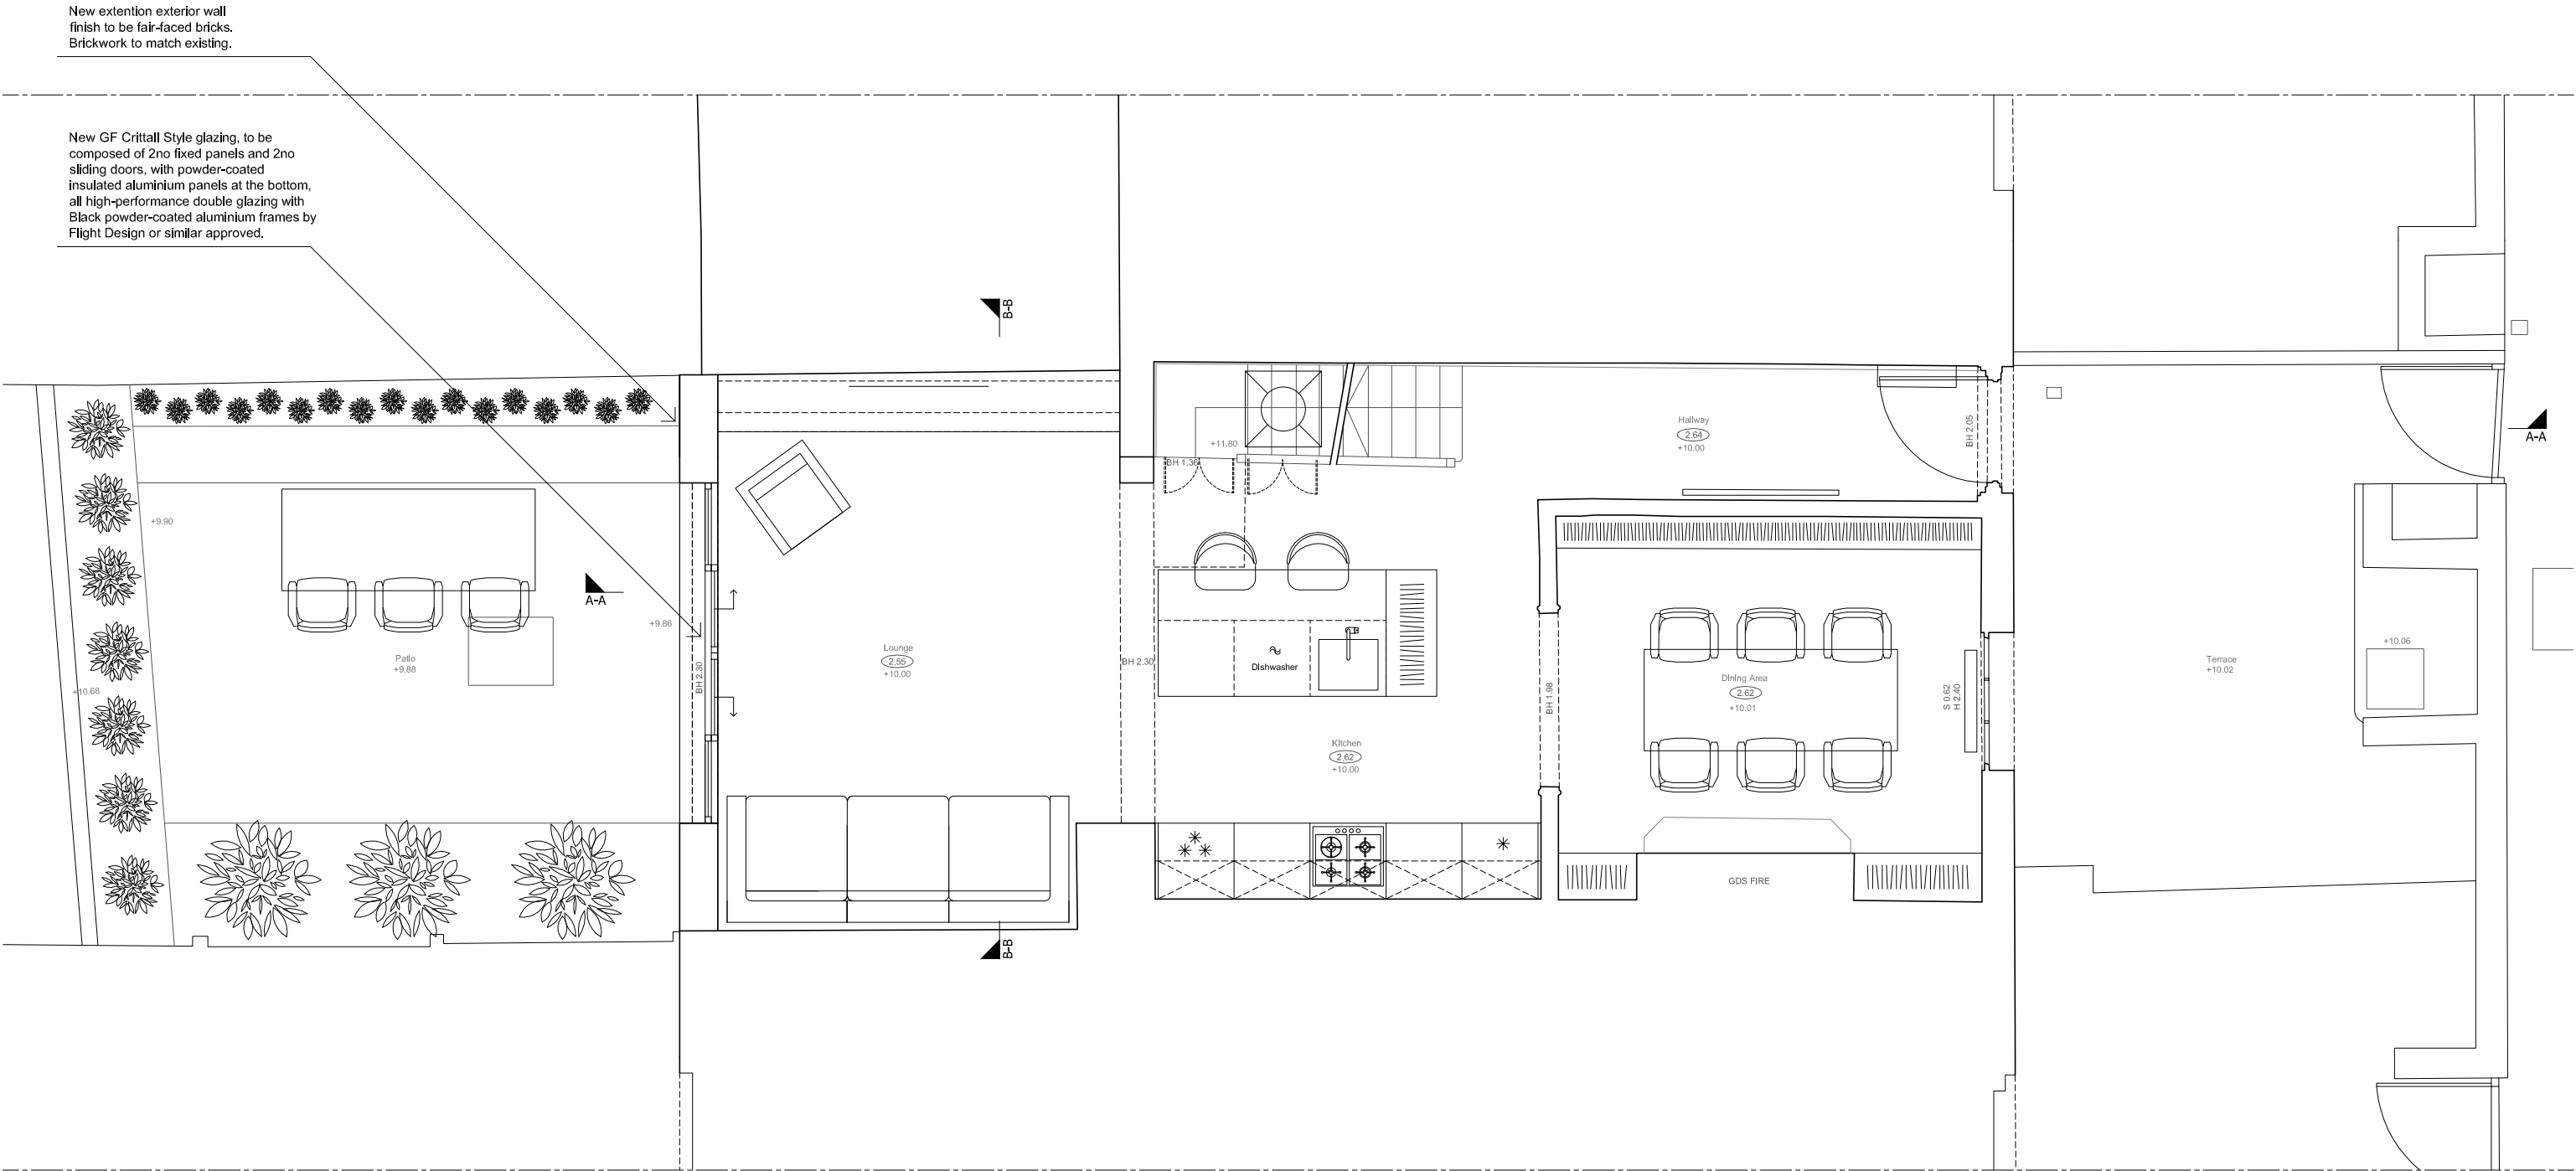 New extention exterior wall
finish to be fair-faced bricks.
Brickwork to match existing.
New GF Crittall Style glazing, to be
composed of 2no fixed panels and 2no
sliding doors, with powder-coated
insulated aluminium panels at the bottom,
all high-performance double glazing with
Black powder-coated aluminium frames by
Flight Design or similar approved.
B-B
+9.90
A-A
+9.86
Patio
+9.88
+10.68
BH 2.30
Lounge
2.55
+10.00
BH 2.30
B-B
+11.80
BH 1.36
Dishwasher
Kitchen
2.62
+10.00
BH 1.98
Hallway
2.64
+10.00
BH 2.05
Dining Area
2.62
+10.01
S 0.62
H 2.40
GDS FIRE
Terrace
+10.02
+10.06
A-A